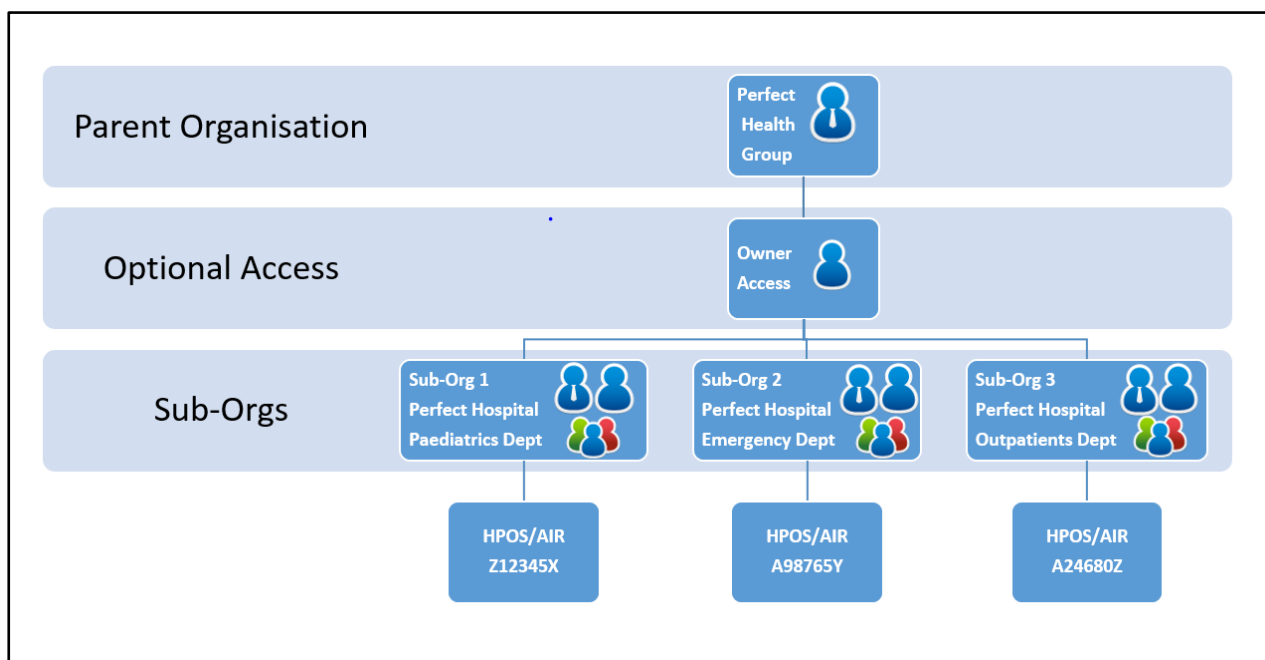 Parent Organisation
Perfect
Health
Group
Optional Access
Owner
Access
Sub-Orgs
Sub-Org 1
Perfect Hospital
Paediatrics Dept
Sub-Org 2
Perfect Hospital
Emergency Dept
Sub-Org 3
Perfect Hospital
Outpatients Dept
HPOS/AIR
Z12345X
HPOS/AIR
A98765Y
HPOS/AIR
A24680Z